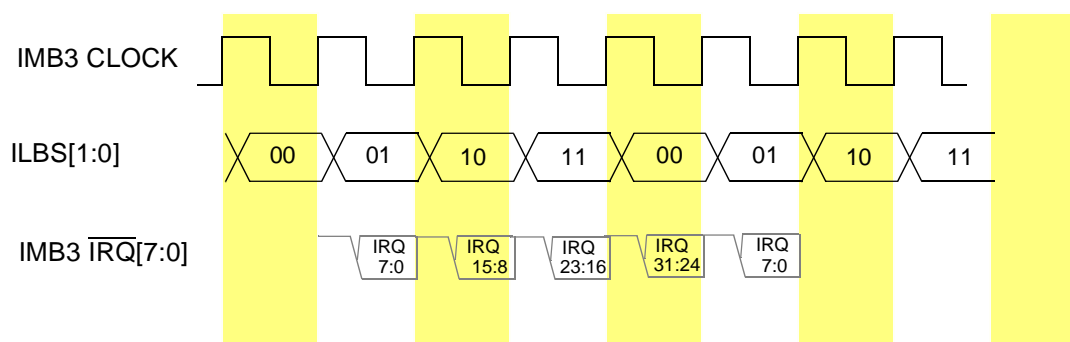 IMB3 CLOCK
ILBS[1:0]
00 01 10 11 00 01 10 11
IMB3 IRQ[7:0]
IRQ IRQ IRQ IRQ IRQ
7:0 15:8 23:16 31:24 7:0